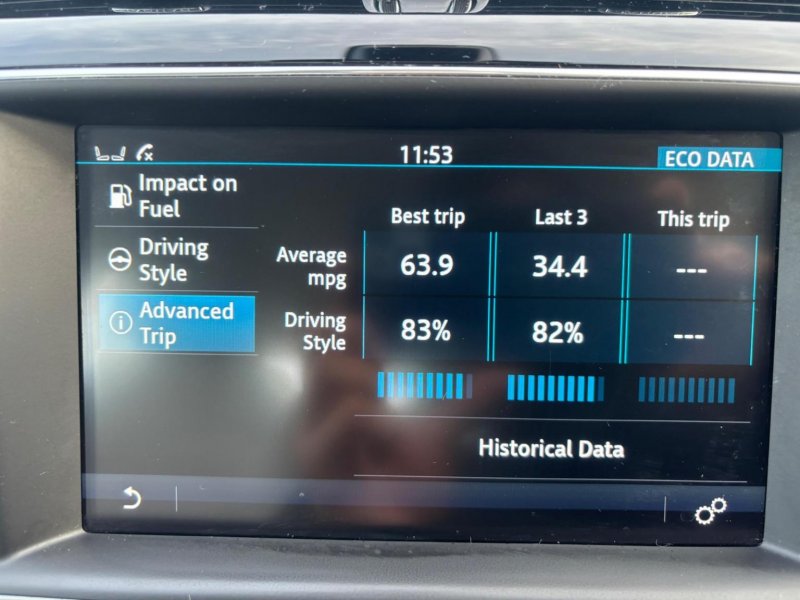 11:53
ECO DATA
Impact on
Fuel
Driving
Style
Advanced
Trip
Best trip
Last 3
This trip
Average
mpg
63.9
34.4
---
Driving
Style
83%
82%
---
Historical Data